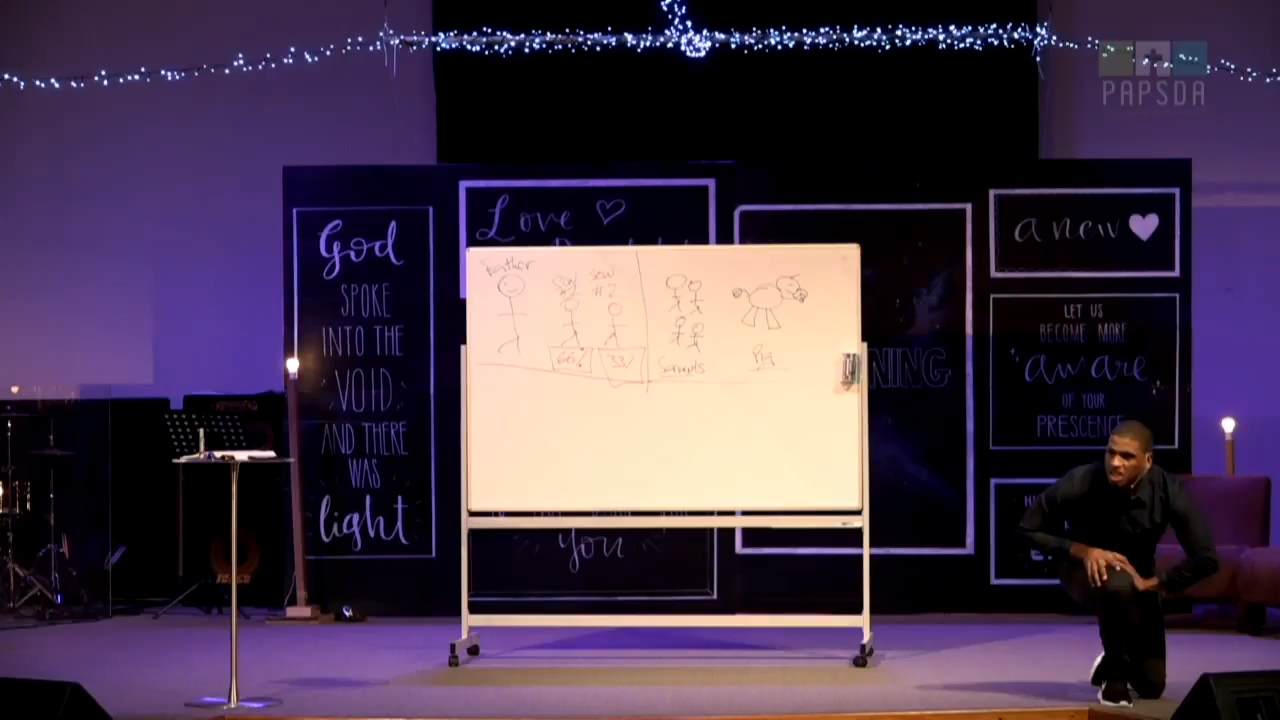 PAPSDA
God
SPOKE
INTO THE
VOID
AND THERE
WAS
light
Love
you
Father
son
#2
66%
33%
Servants
Pig
NING
a new
LET US
BECOME MORE
aware
OF YOUR
PRESCENCE